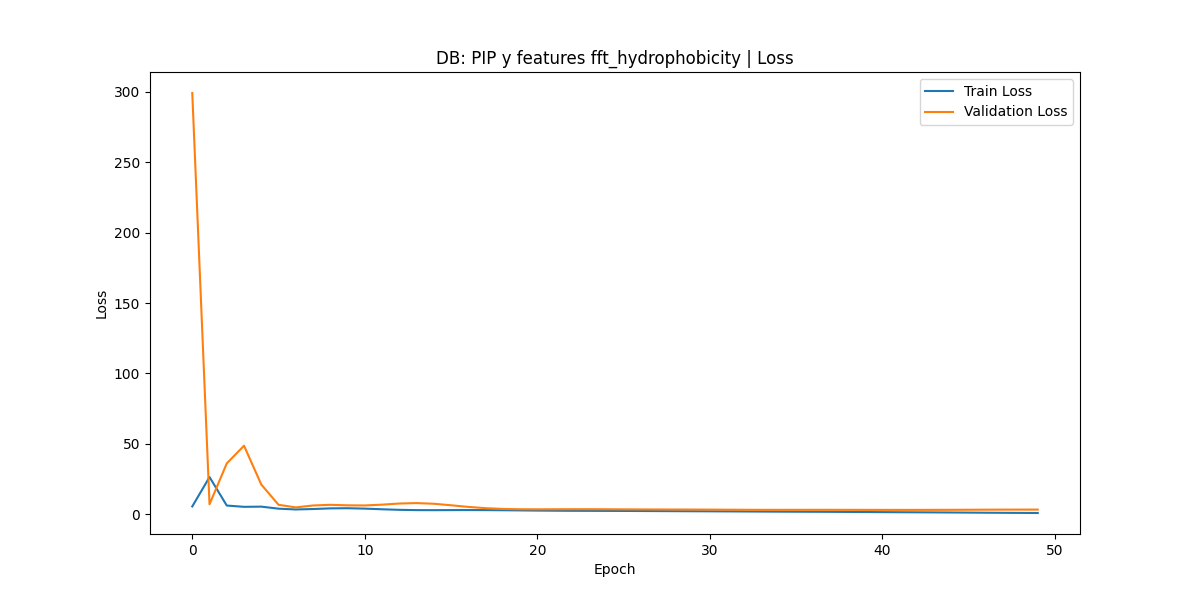 DB: PIP y features fft_hydrophobicity | Loss
Train Loss
Validation Loss
300
250
200
150
100
50
0
Loss
0 10 20 30 40 50
Epoch